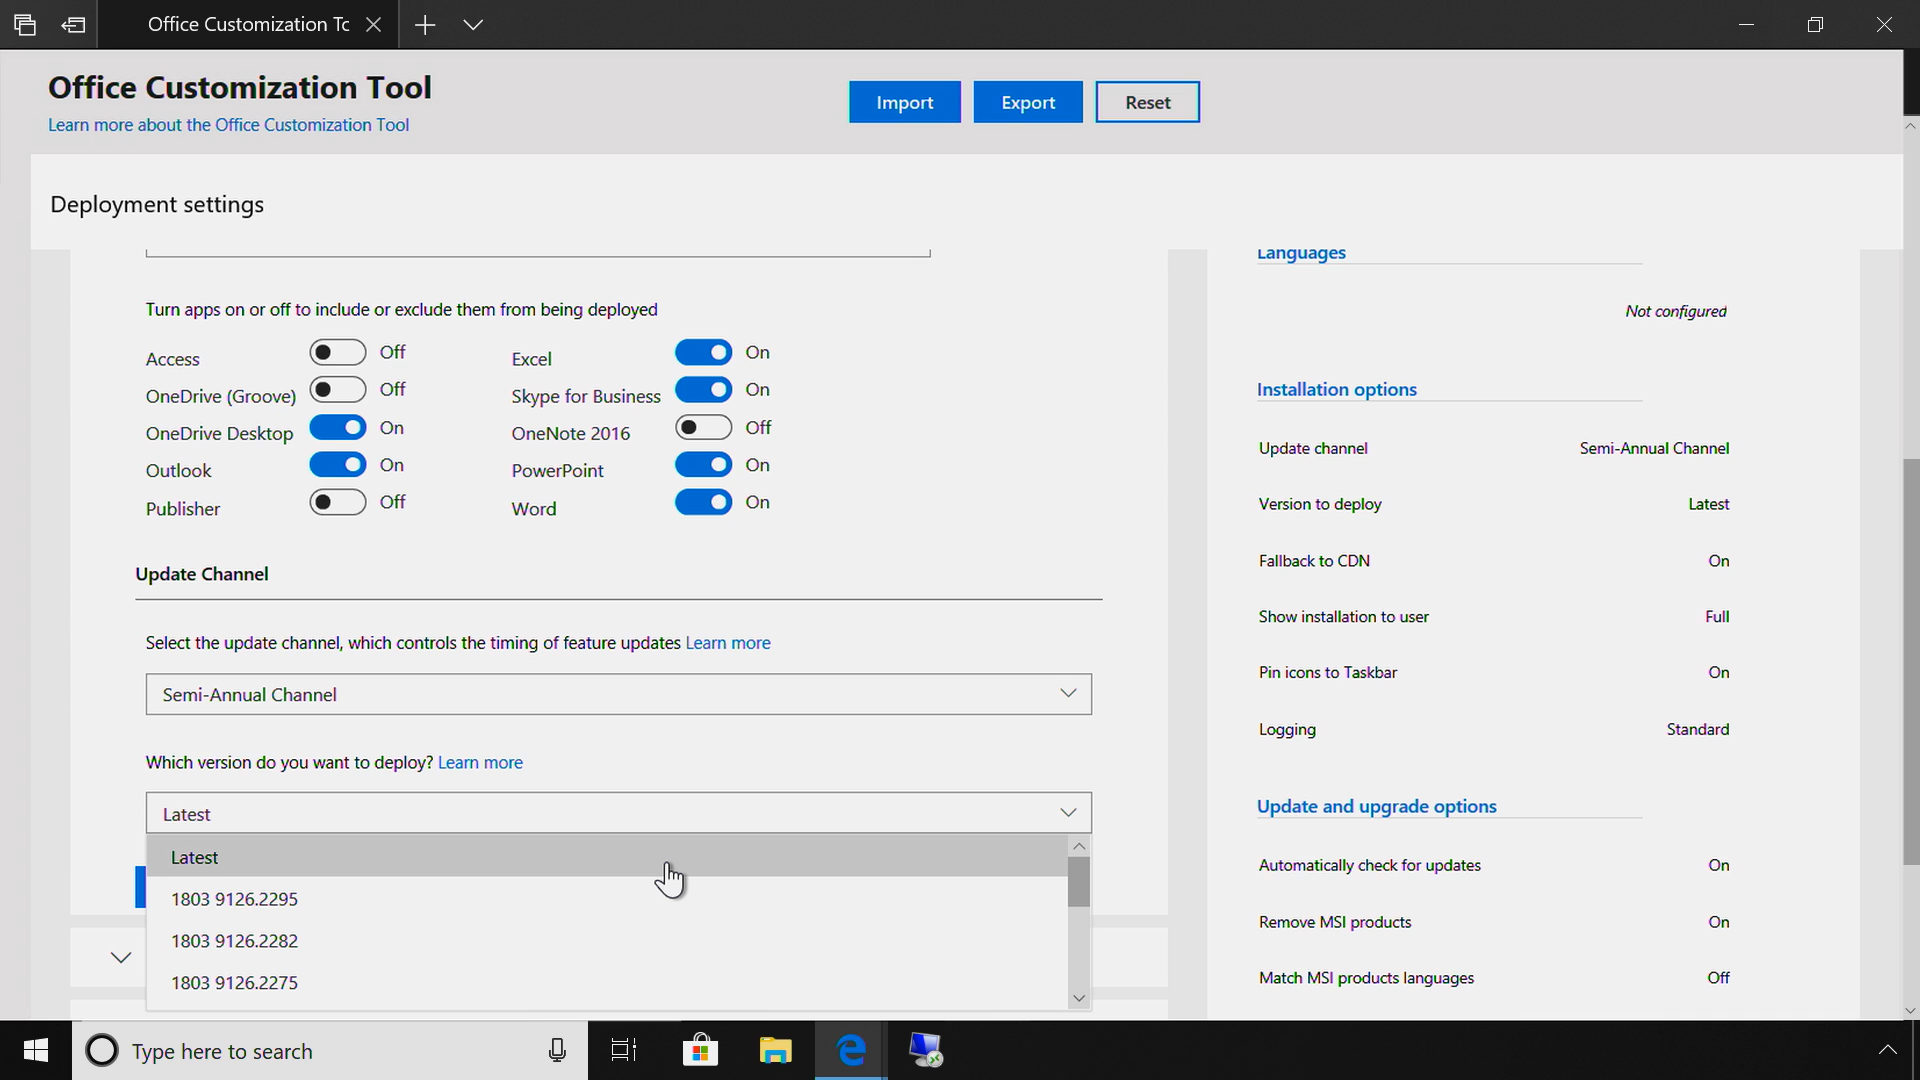 Office Customization Tc
Office Customization Tool
Learn more about the Office Customization Tool
Import
Export
Reset
Deployment settings
Turn apps on or off to include or exclude them from being deployed
Access Off Excel On
OneDrive (Groove) Off Skype for Business On
OneDrive Desktop On OneNote 2016 Off
Outlook On PowerPoint On
Publisher Off Word On
Update Channel
Select the update channel, which controls the timing of feature updates Learn more
Semi-Annual Channel
Which version do you want to deploy? Learn more
Latest
Latest
1803 9126.2295
1803 9126.2282
1803 9126.2275
Languages
Not configured
Installation options
Update channel Semi-Annual Channel
Version to deploy Latest
Fallback to CDN On
Show installation to user Full
Pin icons to Taskbar On
Logging Standard
Update and upgrade options
Automatically check for updates On
Remove MSI products On
Match MSI products languages Off
Type here to search